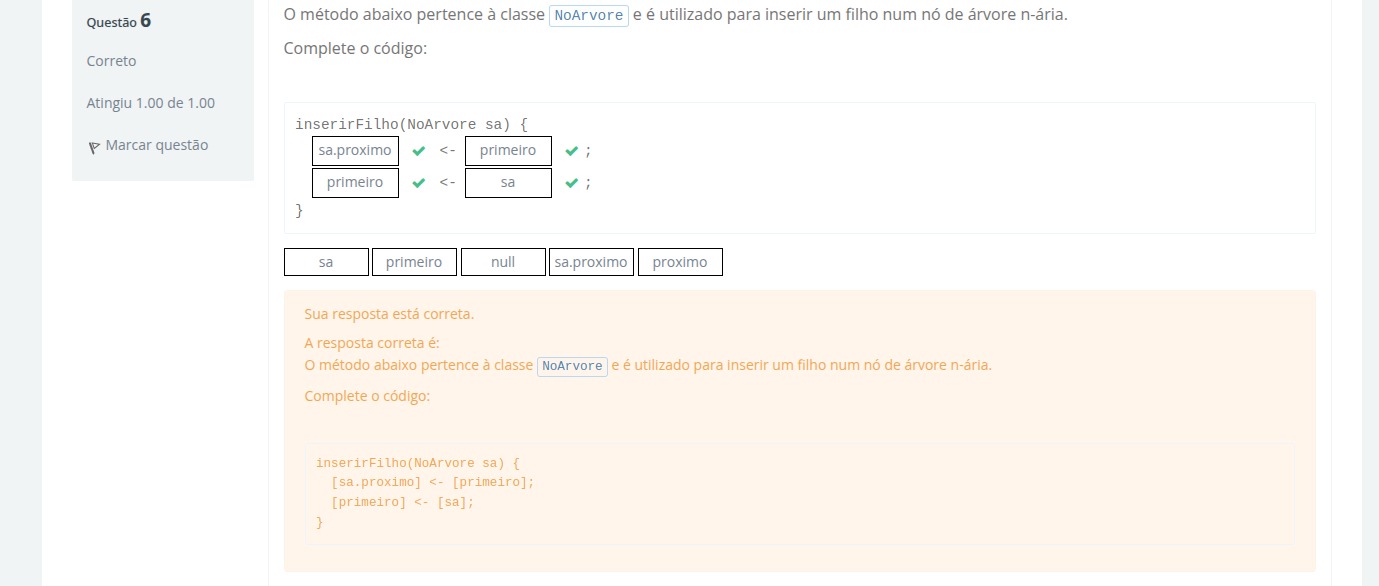 Questão 6
Correto
Atingiu 1.00 de 1.00
Marcar questão
O método abaixo pertence à classe NoArvore e é utilizado para inserir um filho num nó de árvore n-ária.
Complete o código:
inserirFilho(NoArvore sa) {
sa.proximo <- primeiro ;
primeiro <- sa ;
}
sa primeiro null sa.proximo proximo
Sua resposta está correta.
A resposta correta é:
O método abaixo pertence à classe NoArvore e é utilizado para inserir um filho num nó de árvore n-ária.
Complete o código:
inserirFilho(NoArvore sa) {
[sa.proximo] <- [primeiro];
[primeiro] <- [sa];
}